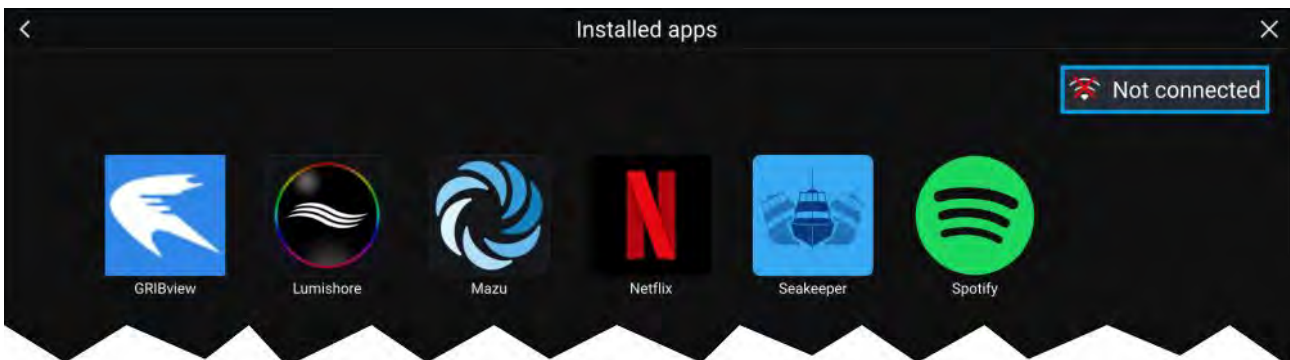 Installed apps
Not connected
GRIBview
Lumishore
Mazu
Netflix
Seakeeper
Spotify